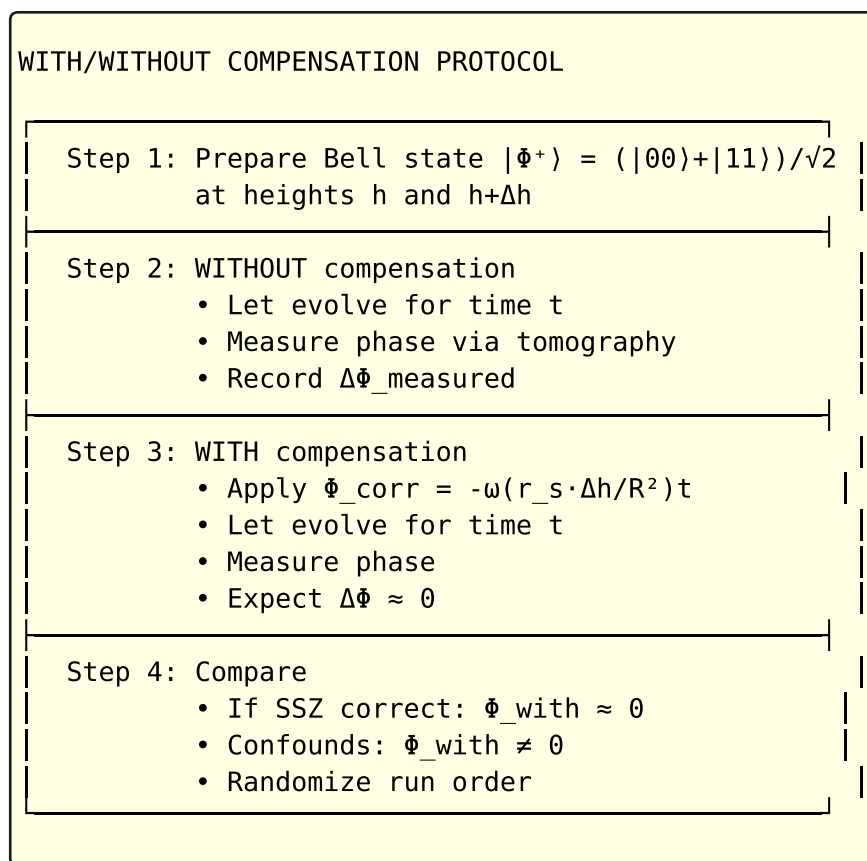 WITH/WITHOUT COMPENSATION PROTOCOL
Step 1: Prepare Bell state |Φ⁺⟩ = (|00⟩+|11⟩)/√2
at heights h and h+Δh
Step 2: WITHOUT compensation
• Let evolve for time t
• Measure phase via tomography
• Record ΔΦ_measured
Step 3: WITH compensation
• Apply Φ_corr = -ω(r_s·Δh/R²)t
• Let evolve for time t
• Measure phase
• Expect ΔΦ ≈ 0
Step 4: Compare
• If SSZ correct: Φ_with ≈ 0
• Confounds: Φ_with ≠ 0
• Randomize run order